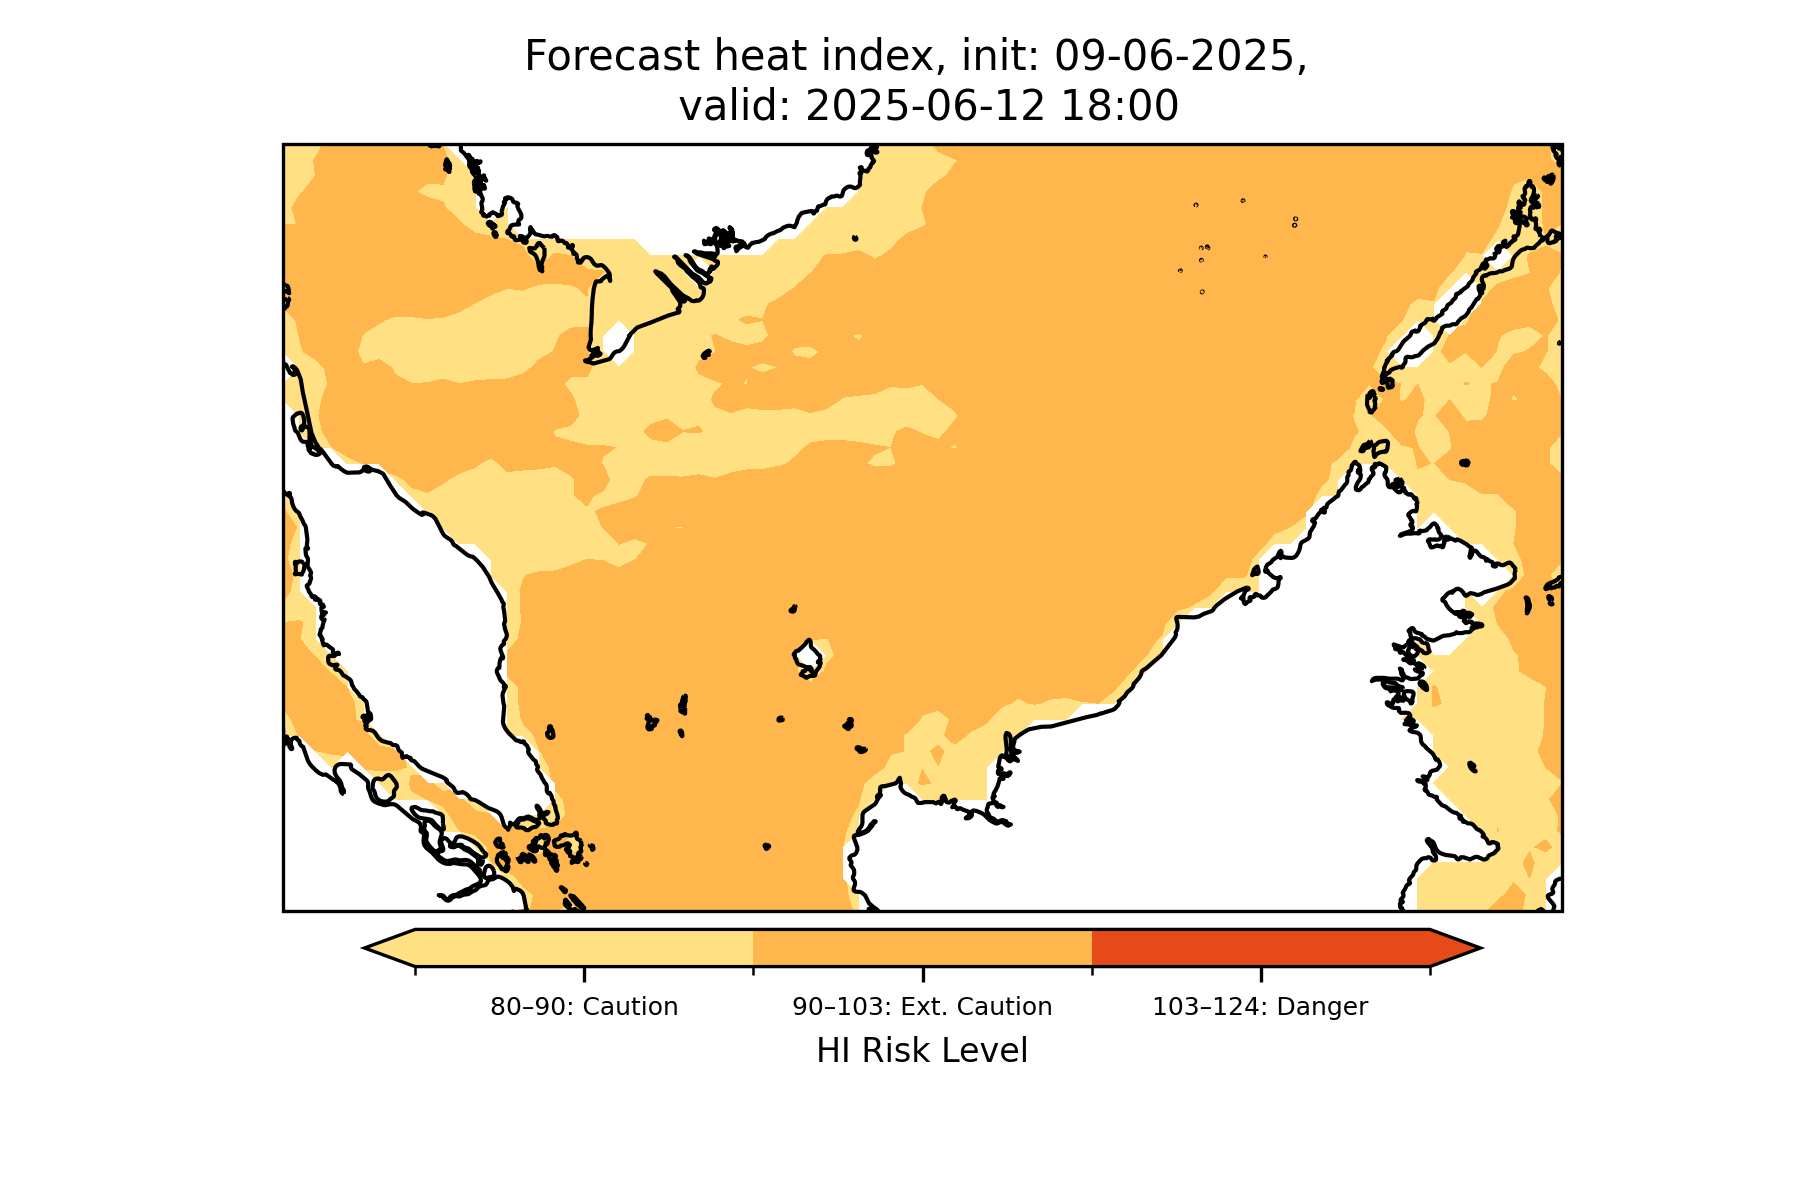 Forecast heat index, init: 09-06-2025,
valid: 2025-06-12 18:00
80–90: Caution
90–103: Ext. Caution
103–124: Danger
HI Risk Level